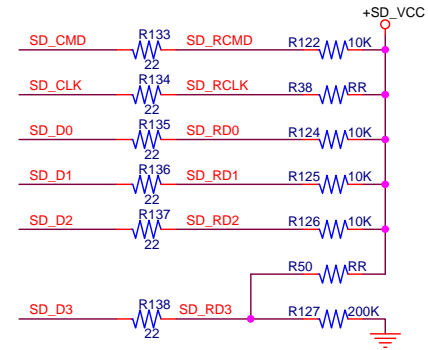 +SD_VCC
SD_CMD R133 22 SD_RCMD R122 10K
SD_CLK R134 22 SD_RCLK R38 RR
SD_D0 R135 22 SD_RD0 R124 10K
SD_D1 R136 22 SD_RD1 R125 10K
SD_D2 R137 22 SD_RD2 R126 10K
R50 RR
SD_D3 R138 22 SD_RD3 R127 200K